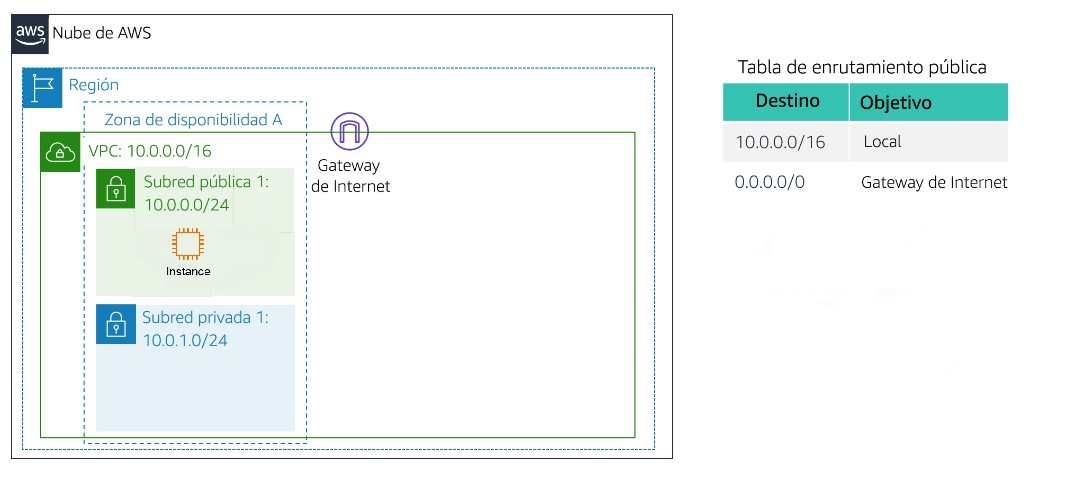 aws
Nube de AWS
Región
Zona de disponibilidad A
VPC: 10.0.0.0/16
Subred pública 1:
10.0.0.0/24
Instance
Subred privada 1:
10.0.1.0/24
Gateway
de Internet
Tabla de enrutamiento pública
Destino Objetivo
10.0.0.0/16 Local
0.0.0.0/0 Gateway de Internet